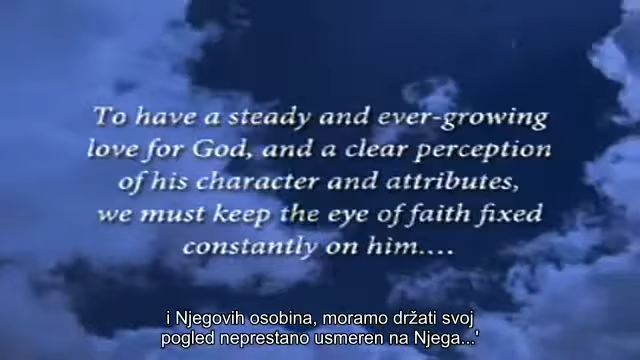 To have a steady and ever-growing
love for God, and a clear perception
of his character and attributes,
we must keep the eye of faith fixed
constantly on him....
i Njegovih osobina, moramo držati svoj
pogled neprestano usmeren na Njega...'